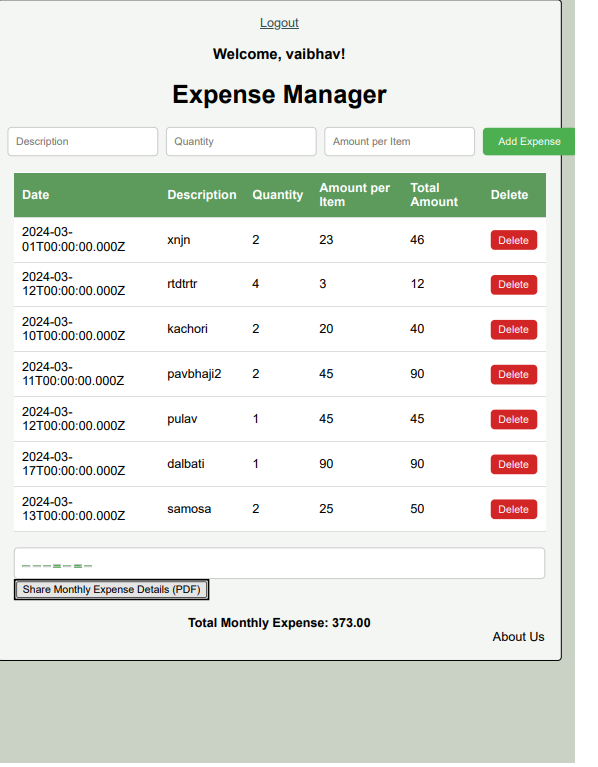 Logout
Welcome, vaibhav!
Expense Manager
Description Quantity Amount per Item Add Expense
Date Description Quantity Amount per Item Total Amount Delete
2024-03-01T00:00:00.000Z xnjn 2 23 46 Delete
2024-03-12T00:00:00.000Z rtdtrtr 4 3 12 Delete
2024-03-10T00:00:00.000Z kachori 2 20 40 Delete
2024-03-11T00:00:00.000Z pavbhaji2 2 45 90 Delete
2024-03-12T00:00:00.000Z pulav 1 45 45 Delete
2024-03-17T00:00:00.000Z dalbati 1 90 90 Delete
2024-03-13T00:00:00.000Z samosa 2 25 50 Delete
Share Monthly Expense Details (PDF)
Total Monthly Expense: 373.00
About Us